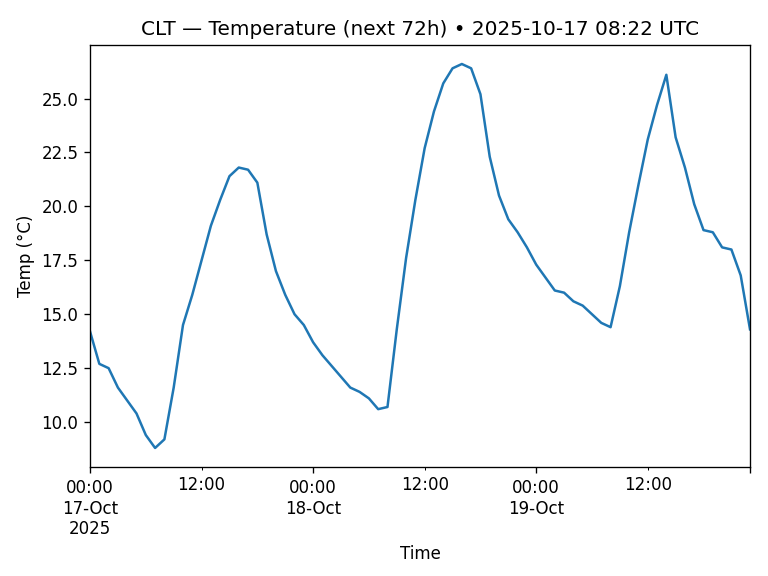 CLT — Temperature (next 72h) • 2025-10-17 08:22 UTC
Temp (°C)
25.0
22.5
20.0
17.5
15.0
12.5
10.0
00:00 12:00 00:00 12:00 00:00 12:00
17-Oct 18-Oct 19-Oct
2025
Time